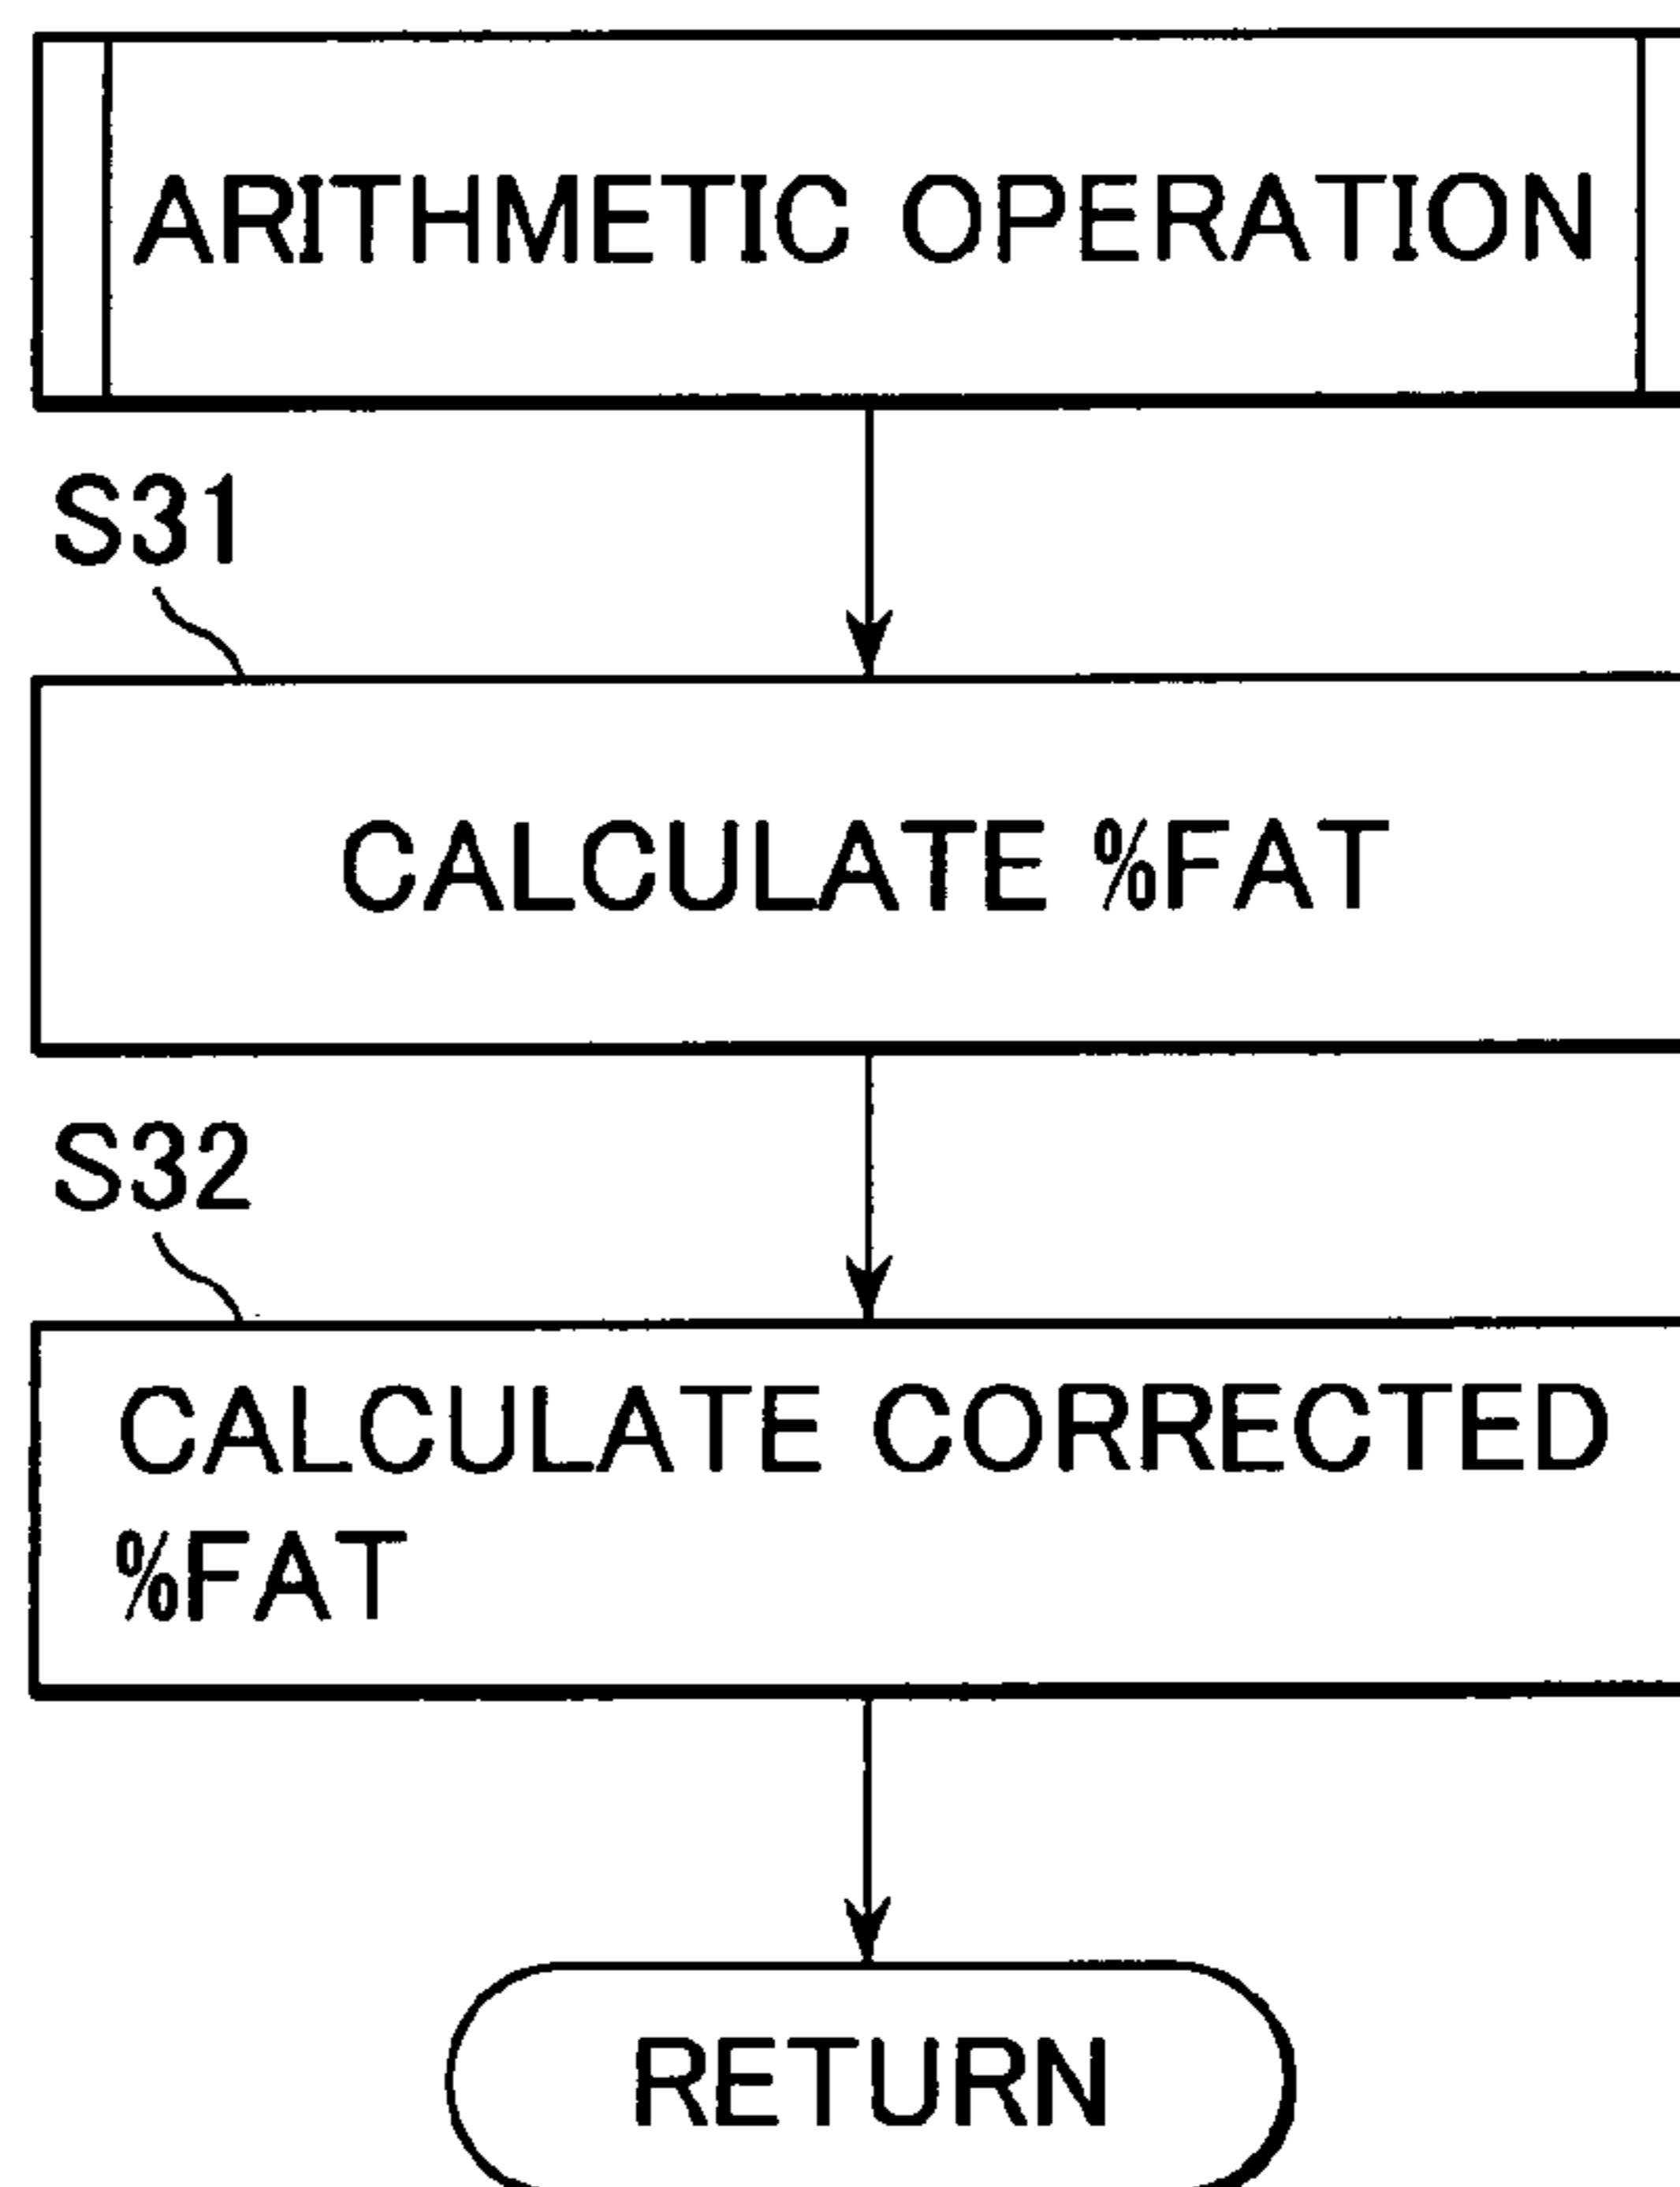 ARITHMETIC OPERATION
S31
CALCULATE %FAT
S32
CALCULATE CORRECTED
%FAT
RETURN